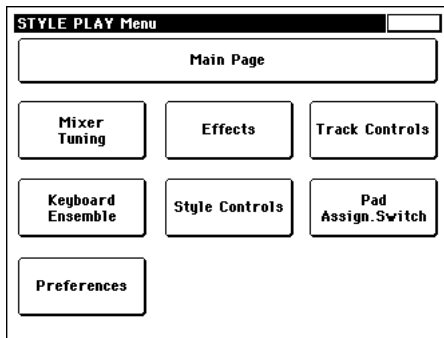 STYLE PLAY Menu
Main Page
Mixer
Tuning
Effects
Track Controls
Keyboard
Ensemble
Style Controls
Pad
Assign.Switch
Preferences